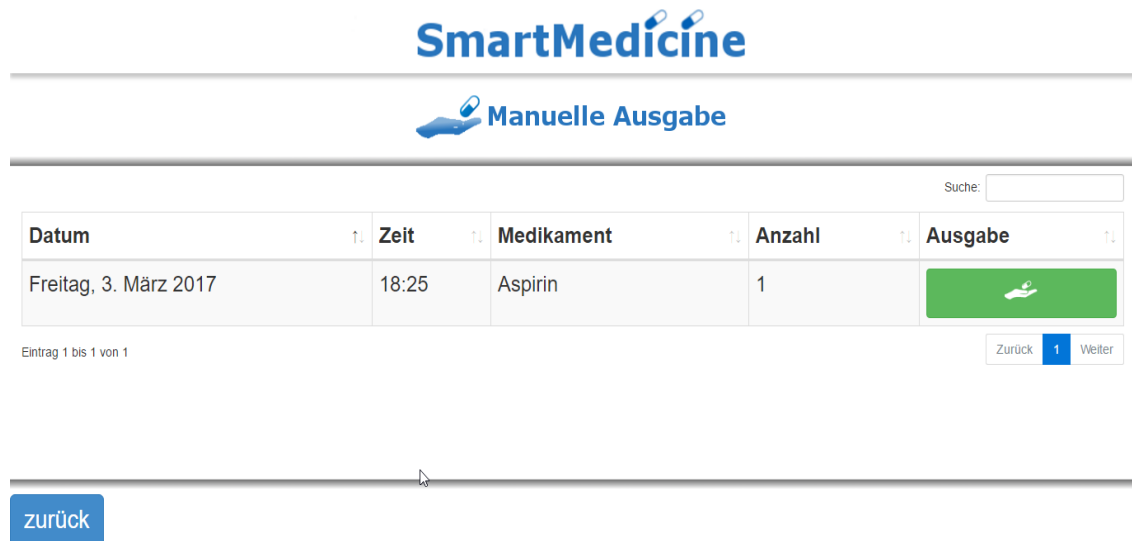 SmartMedicine
Manuelle Ausgabe
Suche:
Datum Zeit Medikament Anzahl Ausgabe
Freitag, 3. März 2017 18:25 Aspirin 1
Eintrag 1 bis 1 von 1 Zurück 1 Weiter
zurück